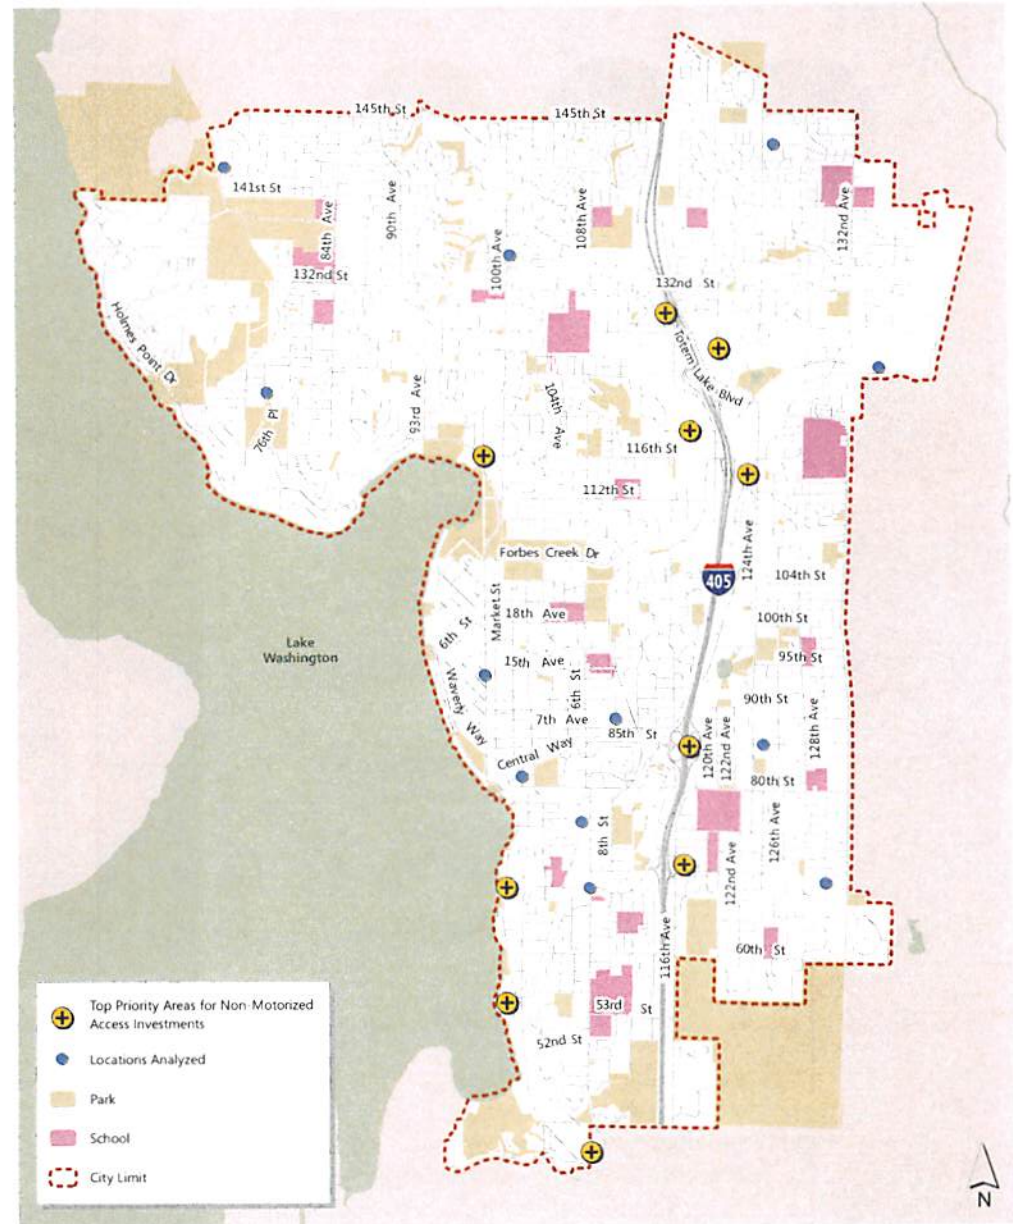 145th St
145th St
141st St
84th Ave
90th Ave
108th Ave
132nd Ave
100th Ave
132nd St
132nd St
Holmes Point Dr
Totem Lake Blvd
93rd Ave
104th Ave
76th Pl
116th St
112th St
124th Ave
Forbes Creek Dr
104th St
405
Market St
18th Ave
100th St
6th St
Lake
Washington
15th Ave
95th St
6th St
Waverly Way
90th St
7th Ave
85th St
120th Ave
122nd Ave
128th Ave
Central Way
80th St
8th St
126th Ave
122nd Ave
116th Ave
60th St
53rd St
52nd St
Top Priority Areas for Non-Motorized
Access Investments
Locations Analyzed
Park
School
City Limit
N